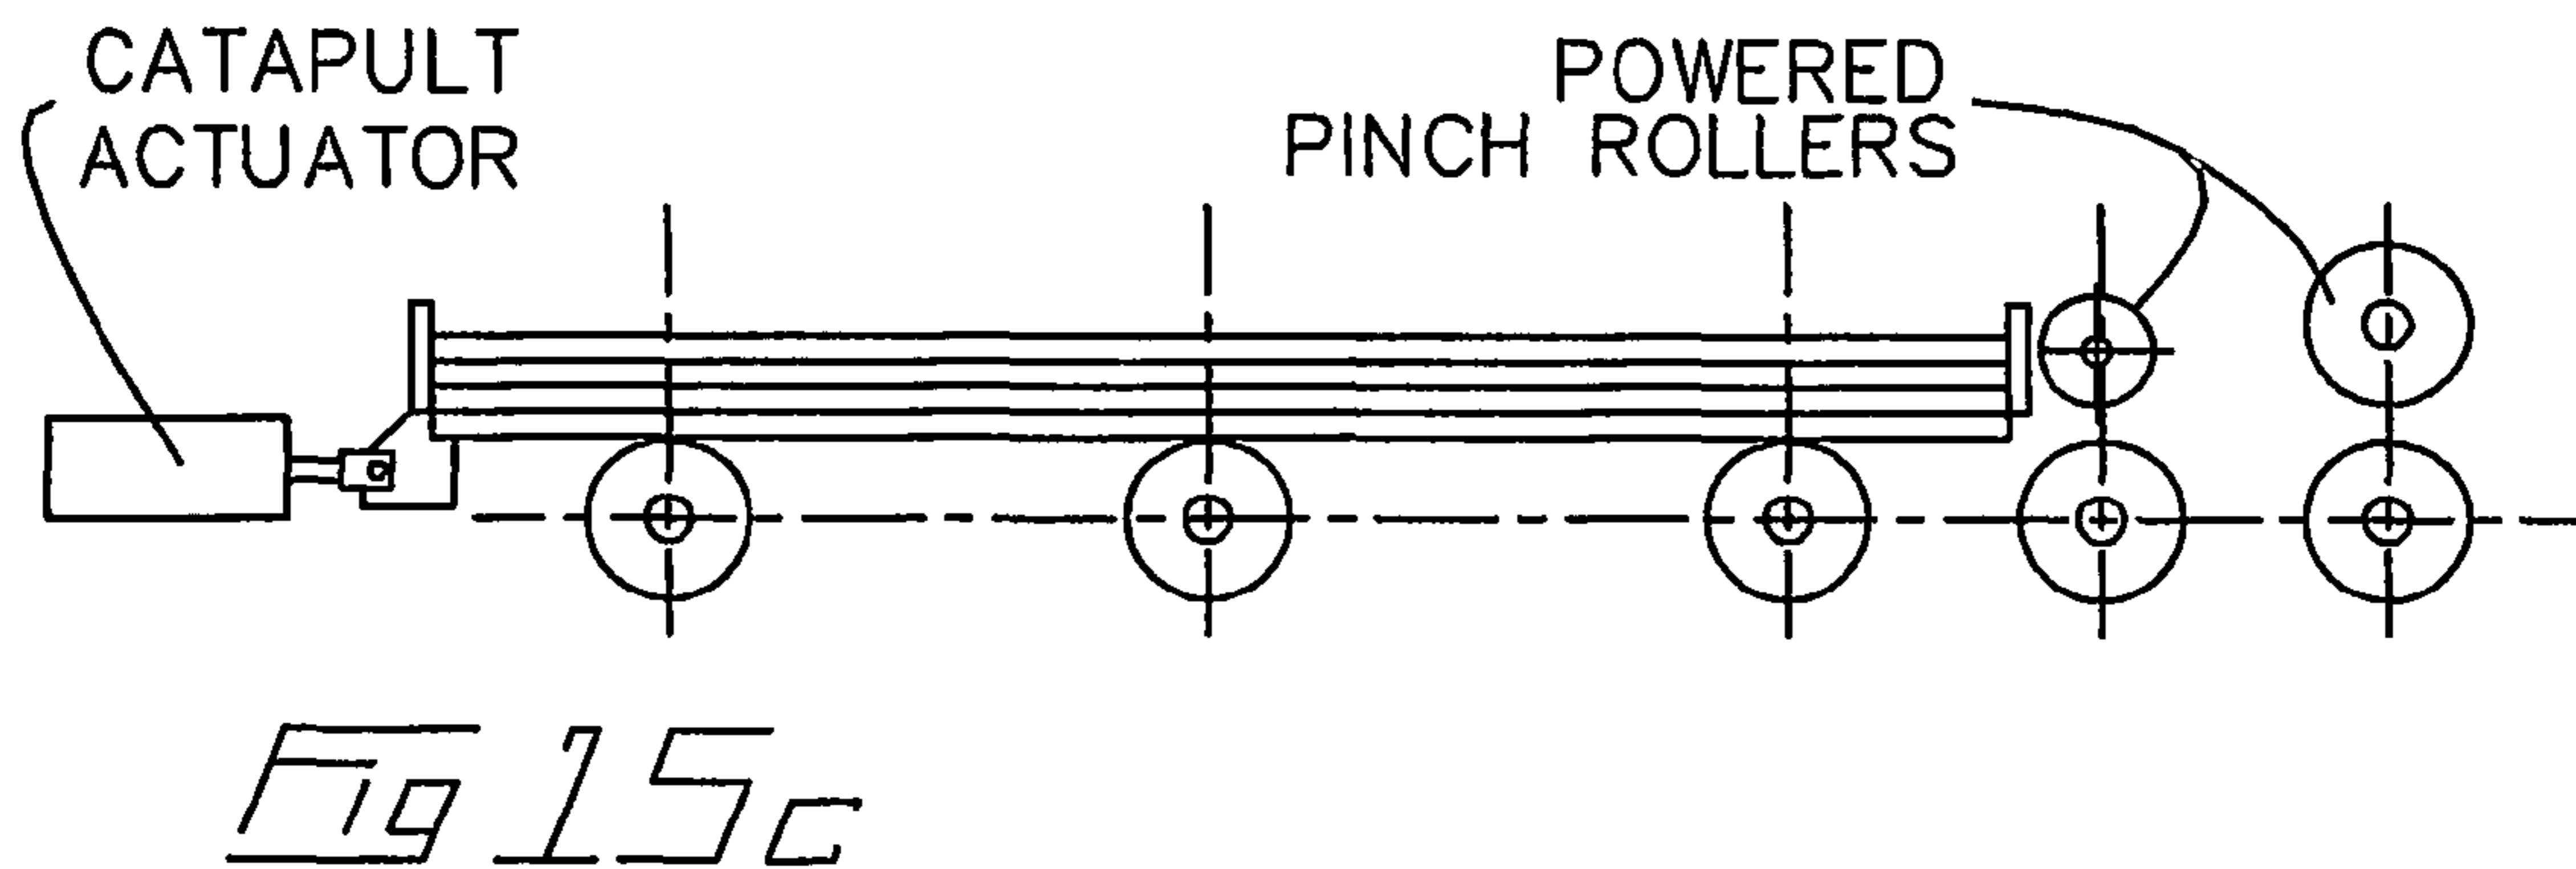 CATAPULT
ACTUATOR
POWERED
PINCH ROLLERS
Fig 15c